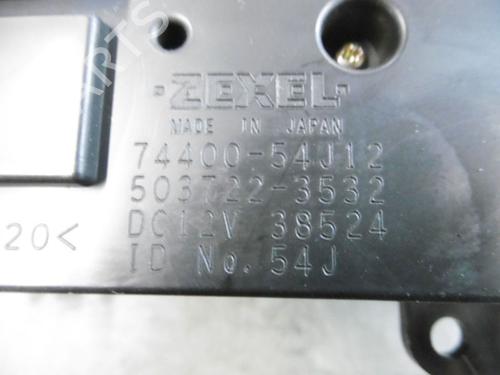 ·ZEXEL·
MADE IN JAPAN
74400-54J12
503722-3532
DC12V 38524
ID No. 54J
20<